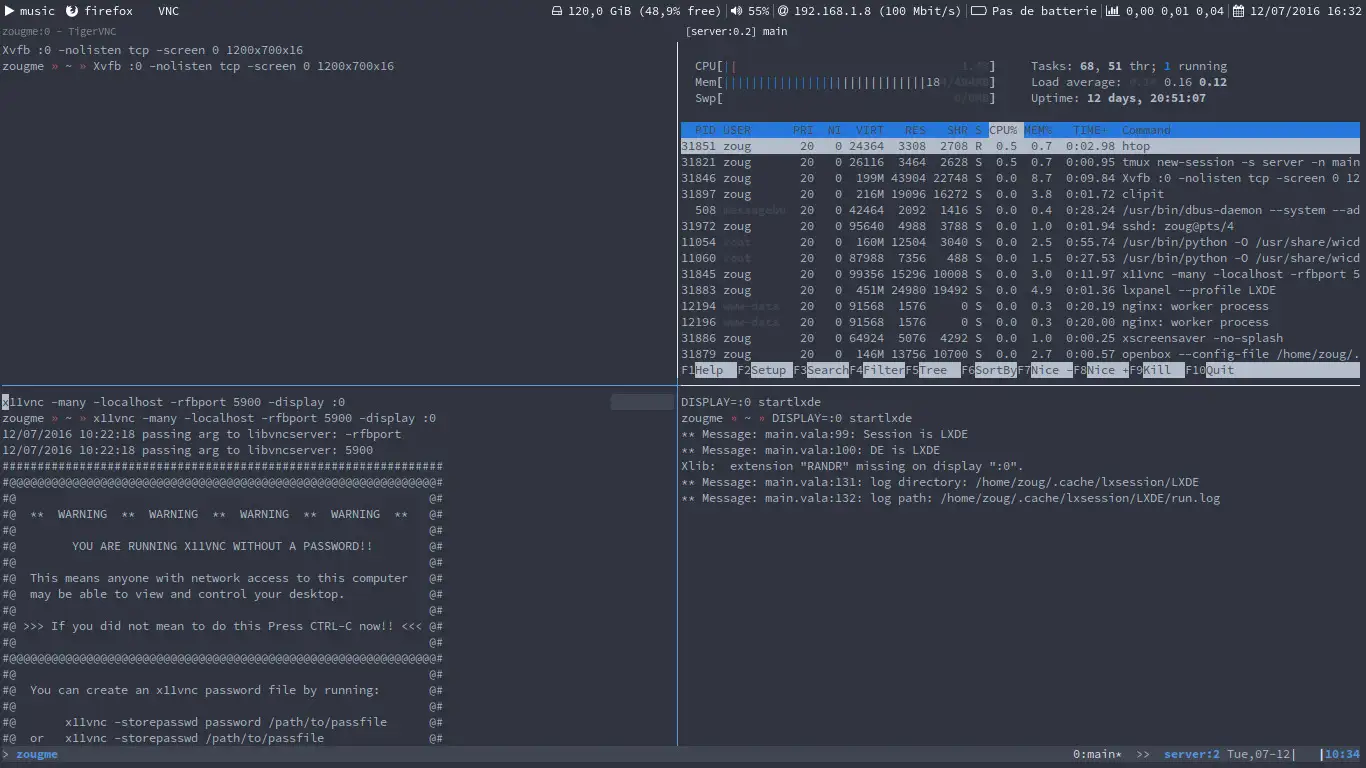 music firefox VNC 120,0 GiB (48,9% free) 55% 192.168.1.8 (100 Mbit/s) Pas de batterie 0,00 0,01 0,04 12/07/2016 16:32
zougme:0 - TigerVNC
[server:0.2] main
Xvfb :0 -nolisten tcp -screen 0 1200x700x16
zougme » ~ » Xvfb :0 -nolisten tcp -screen 0 1200x700x16
CPU[|| ] Tasks: 68, 51 thr; 1 running
Mem[|||||||||||||||||||||||||||||18 ] Load average: 0.16 0.12
Swp[ ] Uptime: 12 days, 20:51:07
PID USER PRI NI VIRT RES SHR S CPU% MEM% TIME+ Command
31851 zoug 20 0 24364 3308 2708 R 0.5 0.7 0:02.98 htop
31821 zoug 20 0 26116 3464 2628 S 0.5 0.7 0:00.95 tmux new-session -s server -n main
31846 zoug 20 0 199M 43904 22748 S 0.0 8.7 0:09.84 Xvfb :0 -nolisten tcp -screen 0 12
31897 zoug 20 0 216M 19096 16272 S 0.0 3.8 0:01.72 clipit
508 messagebu 20 0 42464 2092 1416 S 0.0 0.4 0:28.24 /usr/bin/dbus-daemon --system --ad
31972 zoug 20 0 95640 4988 3788 S 0.0 1.0 0:01.94 sshd: zoug@pts/4
11054 root 20 0 160M 12504 3040 S 0.0 2.5 0:55.74 /usr/bin/python -O /usr/share/wicd
11060 root 20 0 87988 7356 488 S 0.0 1.5 0:27.53 /usr/bin/python -O /usr/share/wicd
31845 zoug 20 0 99356 15296 10008 S 0.0 3.0 0:11.97 x11vnc -many -localhost -rfbport 5
31883 zoug 20 0 451M 24980 19492 S 0.0 4.9 0:01.36 lxpanel --profile LXDE
12194 www-data 20 0 91568 1576 0 S 0.0 0.3 0:20.19 nginx: worker process
12196 www-data 20 0 91568 1576 0 S 0.0 0.3 0:20.00 nginx: worker process
31886 zoug 20 0 64924 5076 4292 S 0.0 1.0 0:00.25 xscreensaver -no-splash
31879 zoug 20 0 146M 13756 10700 S 0.0 2.7 0:00.57 openbox --config-file /home/zoug/.
F1Help F2Setup F3SearchF4FilterF5Tree F6SortByF7Nice -F8Nice +F9Kill F10Quit
x11vnc -many -localhost -rfbport 5900 -display :0
zougme » ~ » x11vnc -many -localhost -rfbport 5900 -display :0
12/07/2016 10:22:18 passing arg to libvncserver: -rfbport
12/07/2016 10:22:18 passing arg to libvncserver: 5900
###############################################################
#@@@@@@@@@@@@@@@@@@@@@@@@@@@@@@@@@@@@@@@@@@@@@@@@@@@@@@@@@@@@@#
#@ @#
#@ ** WARNING ** WARNING ** WARNING ** WARNING ** @#
#@ @#
#@ YOU ARE RUNNING X11VNC WITHOUT A PASSWORD!! @#
#@ @#
#@ This means anyone with network access to this computer @#
#@ may be able to view and control your desktop. @#
#@ @#
#@ >>> If you did not mean to do this Press CTRL-C now!! <<< @#
#@ @#
#@@@@@@@@@@@@@@@@@@@@@@@@@@@@@@@@@@@@@@@@@@@@@@@@@@@@@@@@@@@@@#
#@ @#
#@ You can create an x11vnc password file by running: @#
#@ @#
#@ x11vnc -storepasswd password /path/to/passfile @#
#@ or x11vnc -storepasswd /path/to/passfile @#
DISPLAY=:0 startlxde
zougme » ~ » DISPLAY=:0 startlxde
** Message: main.vala:99: Session is LXDE
** Message: main.vala:100: DE is LXDE
Xlib: extension "RANDR" missing on display ":0".
** Message: main.vala:131: log directory: /home/zoug/.cache/lxsession/LXDE
** Message: main.vala:132: log path: /home/zoug/.cache/lxsession/LXDE/run.log
> zougme 0:main* >> server:2 Tue,07-12| |10:34